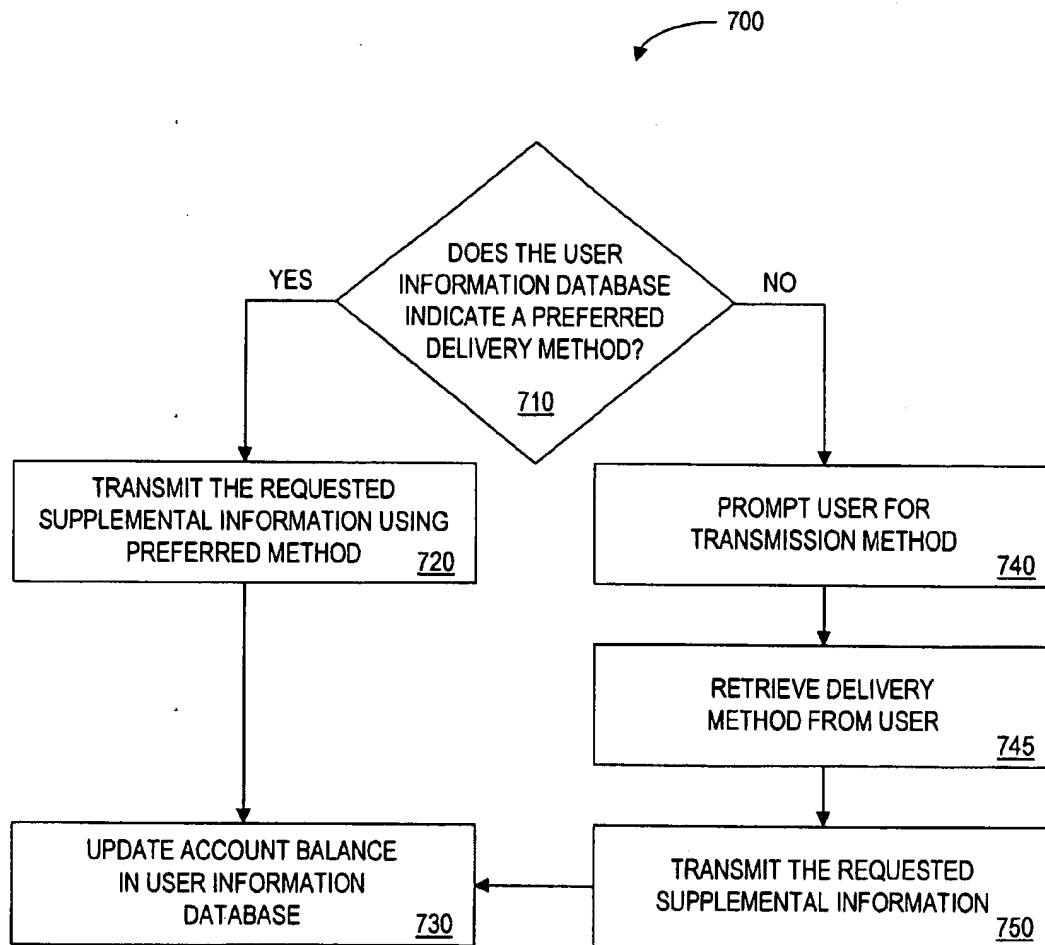 700
DOES THE USER
INFORMATION DATABASE
INDICATE A PREFERRED
DELIVERY METHOD?
710
YES
NO
TRANSMIT THE REQUESTED
SUPPLEMENTAL INFORMATION USING
PREFERRED METHOD
720
PROMPT USER FOR
TRANSMISSION METHOD
740
RETRIEVE DELIVERY
METHOD FROM USER
745
UPDATE ACCOUNT BALANCE
IN USER INFORMATION
DATABASE
730
TRANSMIT THE REQUESTED
SUPPLEMENTAL INFORMATION
750